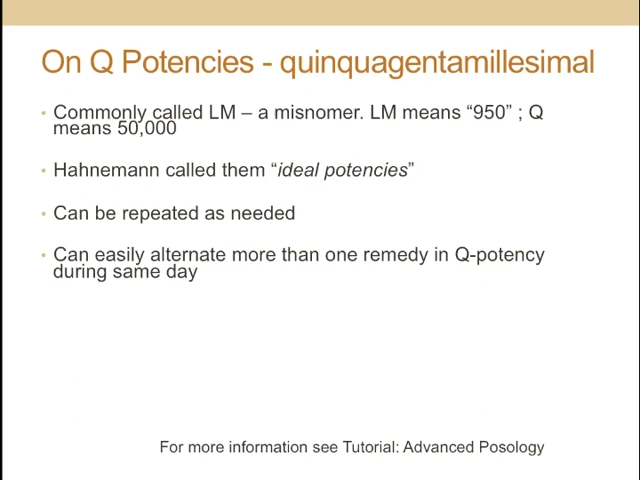 On Q Potencies - quinquagentamillesimal
• Commonly called LM – a misnomer. LM means “950” ; Q
means 50,000
• Hahnemann called them “ideal potencies”
• Can be repeated as needed
• Can easily alternate more than one remedy in Q-potency
during same day
For more information see Tutorial: Advanced Posology